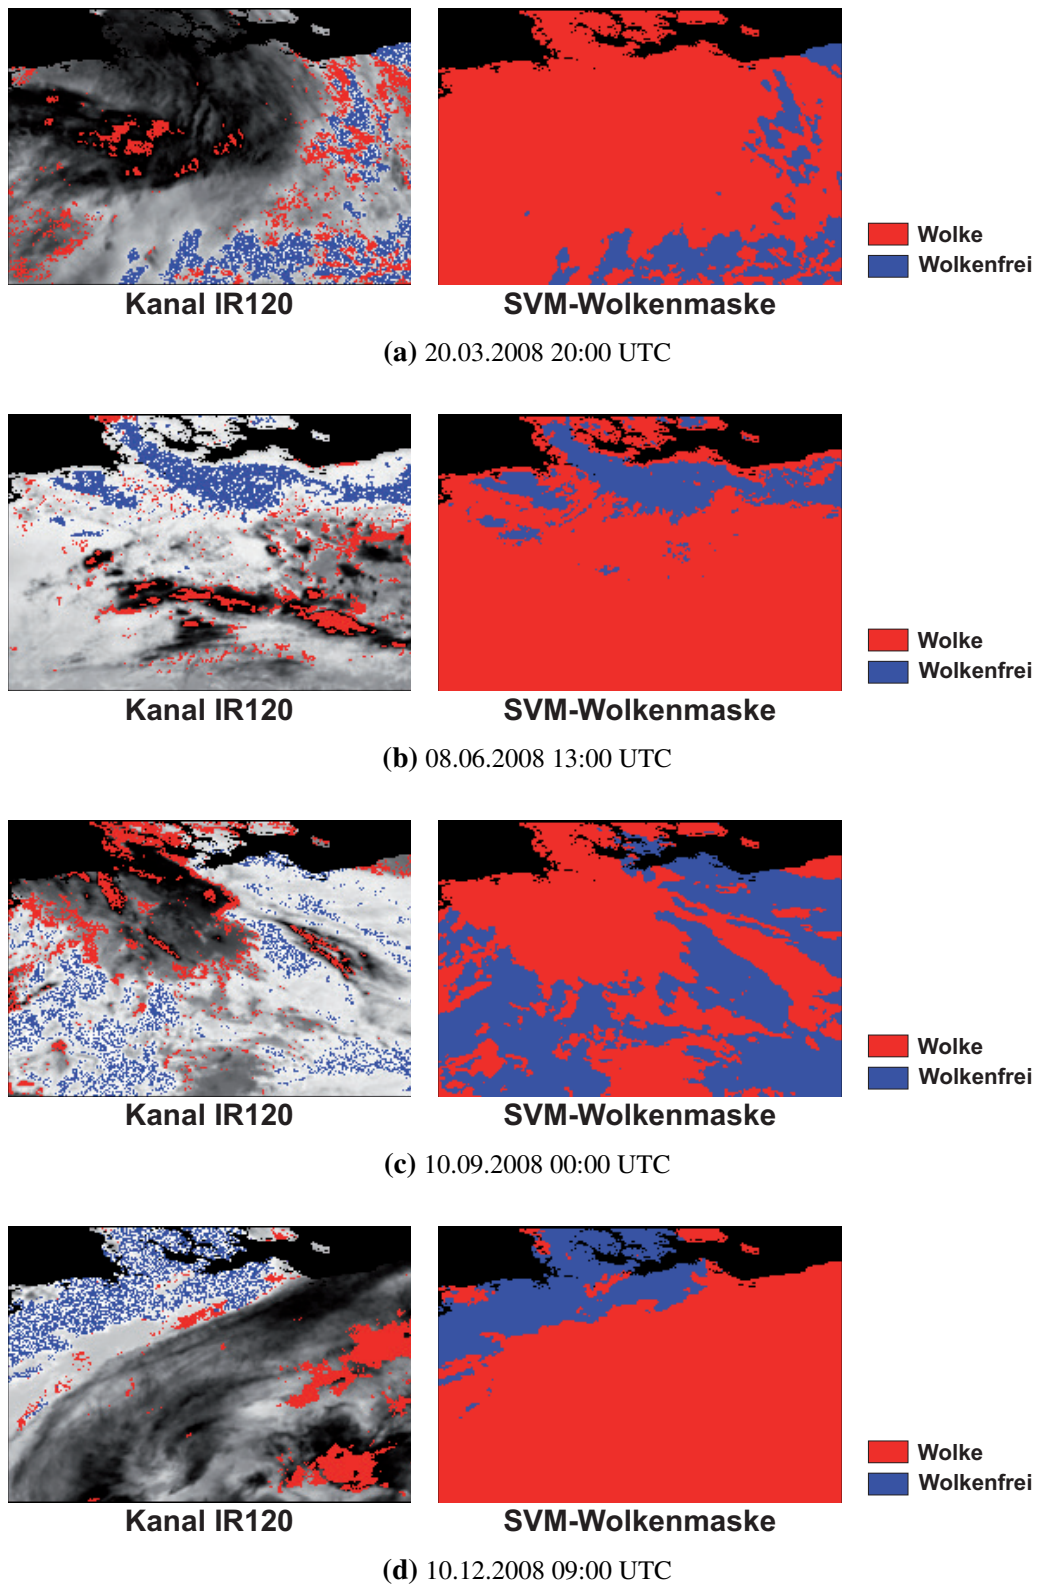 Wolke
Wolkenfrei
Kanal IR120
SVM-Wolkenmaske
(a) 20.03.2008 20:00 UTC
Wolke
Wolkenfrei
Kanal IR120
SVM-Wolkenmaske
(b) 08.06.2008 13:00 UTC
Wolke
Wolkenfrei
Kanal IR120
SVM-Wolkenmaske
(c) 10.09.2008 00:00 UTC
Wolke
Wolkenfrei
Kanal IR120
SVM-Wolkenmaske
(d) 10.12.2008 09:00 UTC